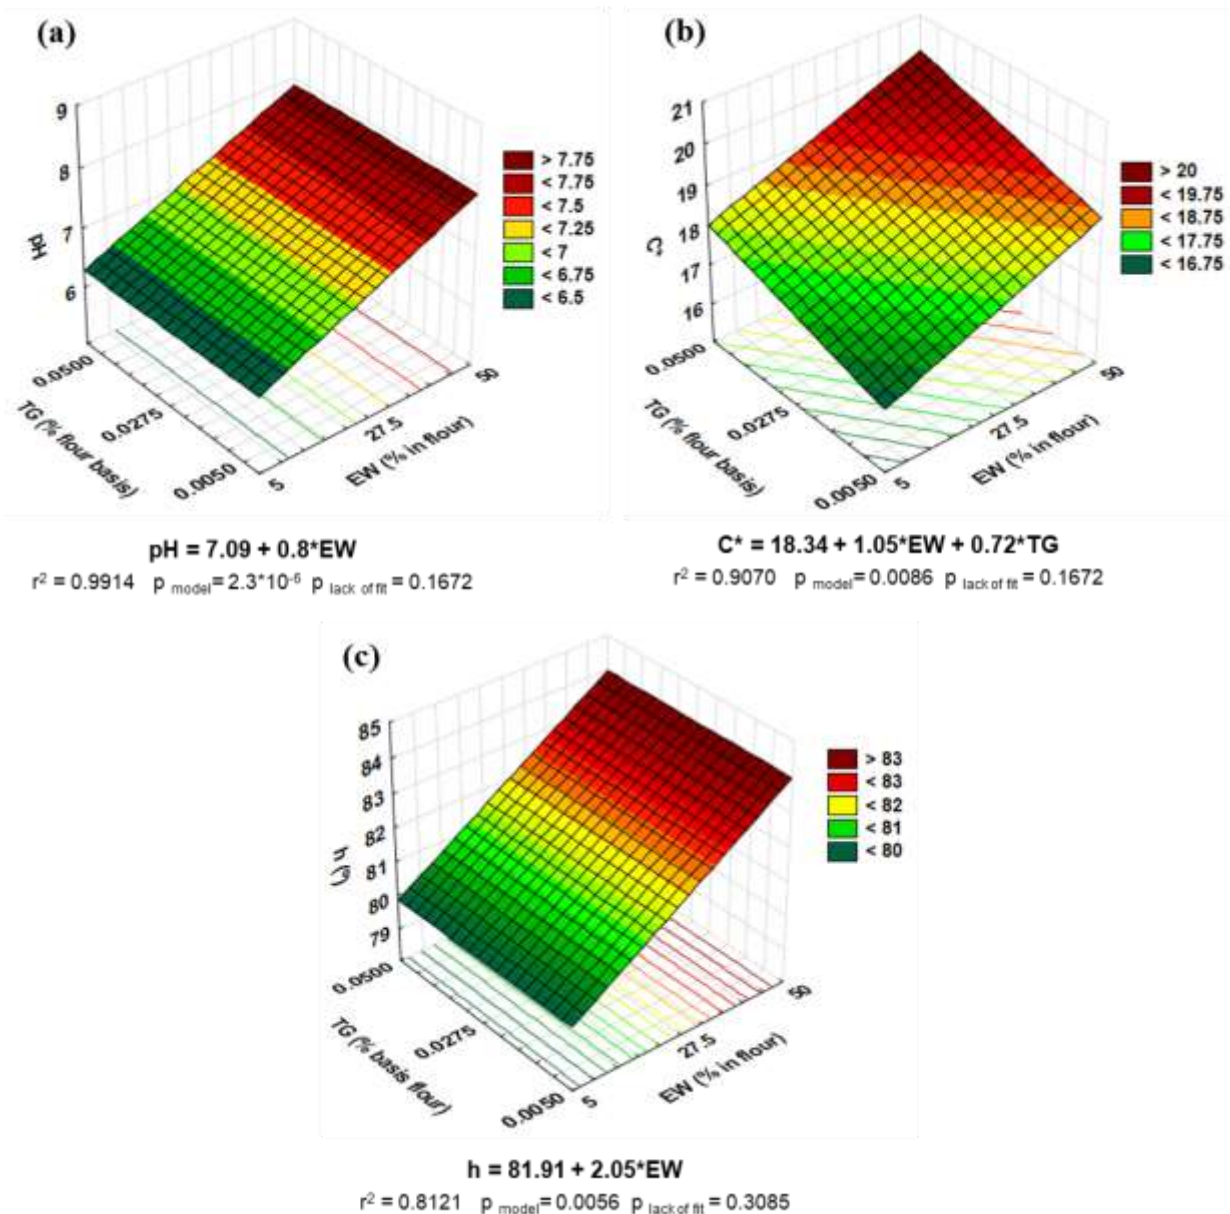 (a)
9
8
7
6
pH
0.0500
0.0275
0.0050
TG (% flour basis)
5
27.5
50
EW (% in flour)
> 7.75
< 7.75
< 7.5
< 7.25
< 7
< 6.75
< 6.5
pH = 7.09 + 0.8*EW
r² = 0.9914 p model = 2.3*10⁻⁶ p lack of fit = 0.1672
(b)
21
20
19
18
17
16
C*
0.0500
0.0275
0.0050
TG (% flour basis)
5
27.5
50
EW (% in flour)
> 20
< 19.75
< 18.75
< 17.75
< 16.75
C* = 18.34 + 1.05*EW + 0.72*TG
r² = 0.9070 p model = 0.0086 p lack of fit = 0.1672
(c)
85
84
83
82
81
80
79
h (º)
0.0500
0.0275
0.0050
TG (% basis flour)
5
27.5
50
EW (% in flour)
> 83
< 83
< 82
< 81
< 80
h = 81.91 + 2.05*EW
r² = 0.8121 p model = 0.0056 p lack of fit = 0.3085